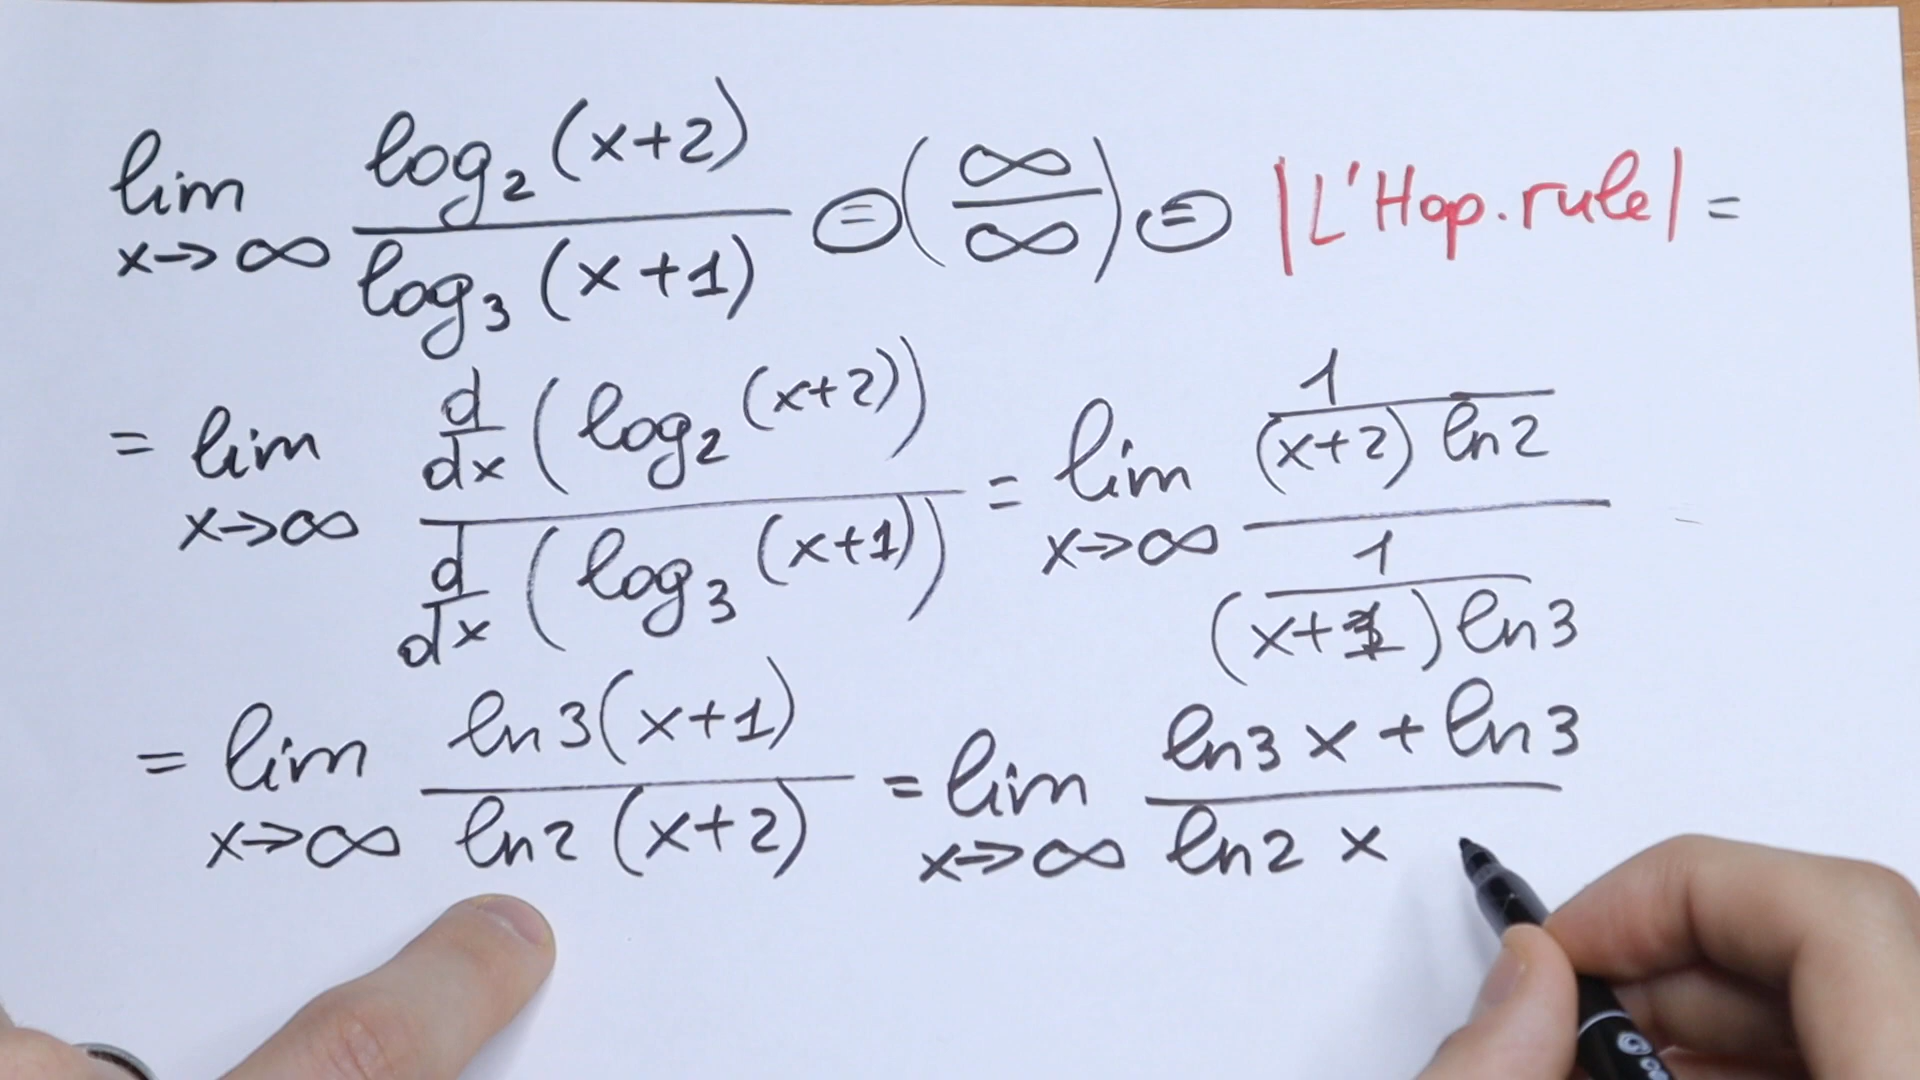 lim x→∞ log₂(x+2) / log₃(x+1) = (∞/∞) = |L'Hop. rule| =
= lim x→∞ d/dx (log₂(x+2)) / d/dx (log₃(x+1)) = lim x→∞ 1/((x+2) ln2) / 1/((x+1) ln3)
= lim x→∞ ln3(x+1) / ln2(x+2) = lim x→∞ ln3 x + ln3 / ln2 x